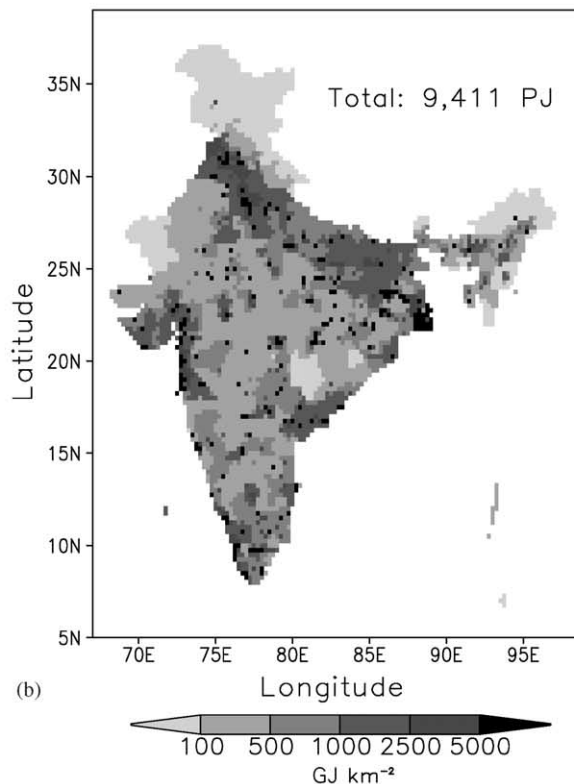 35N
Total: 9,411 PJ
30N
25N
Latitude
20N
15N
10N
5N
70E 75E 80E 85E 90E 95E
(b)
Longitude
100 500 1000 2500 5000
GJ km⁻²